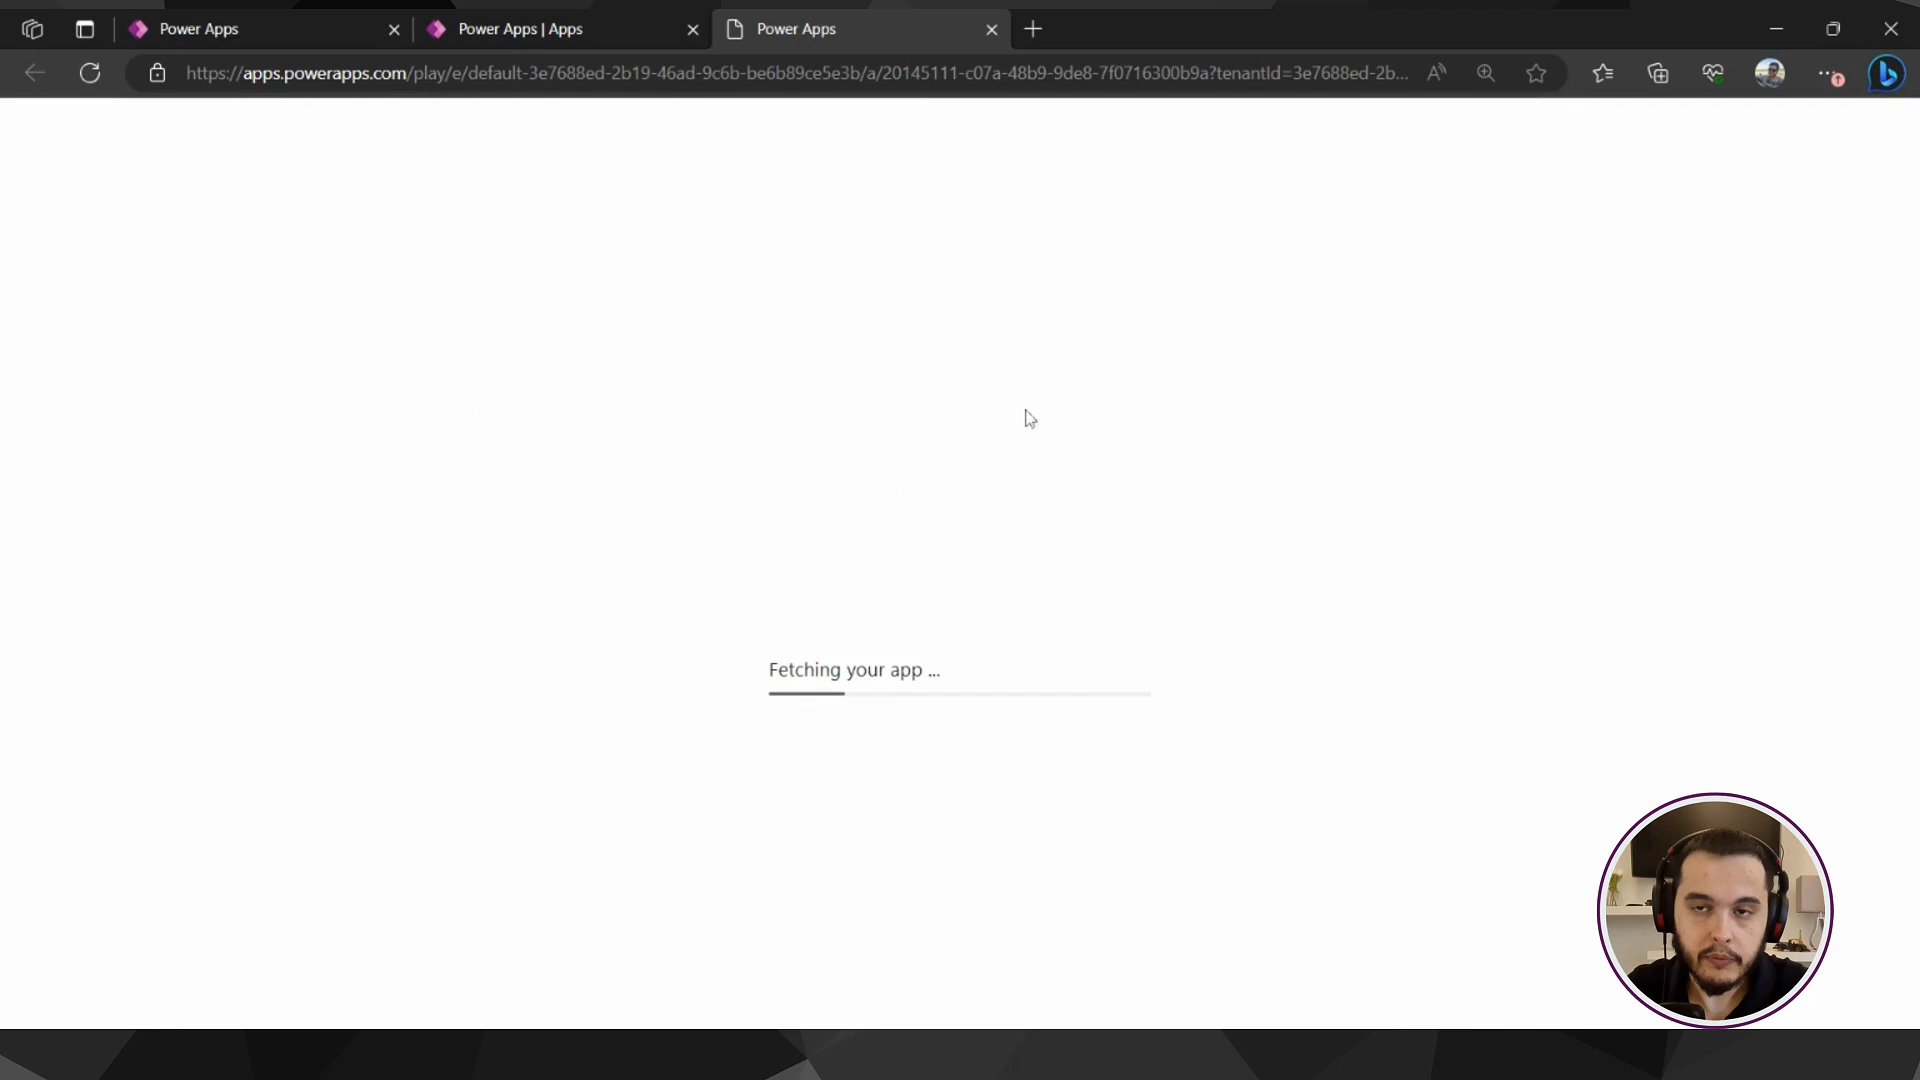 Power Apps
Power Apps | Apps
Power Apps
https://apps.powerapps.com/play/e/default-3e7688ed-2b19-46ad-9c6b-be6b89ce5e3b/a/20145111-c07a-48b9-9de8-7f0716300b9a?tenantId=3e7688ed-2b...
Fetching your app ...